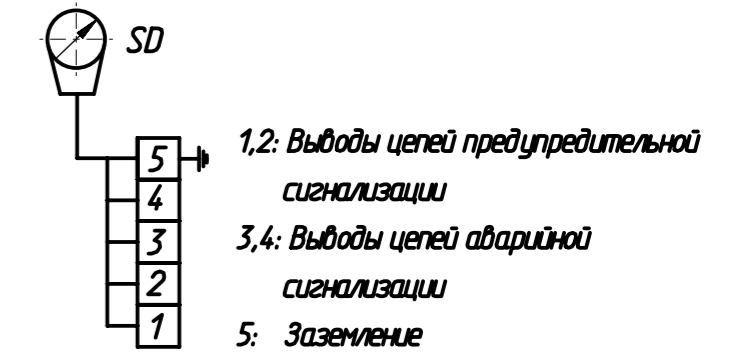 SD
5
4
3
2
1
1,2: Выводы цепей предупредительной
сигнализации
3,4: Выводы цепей аварийной
сигнализации
5: Заземление